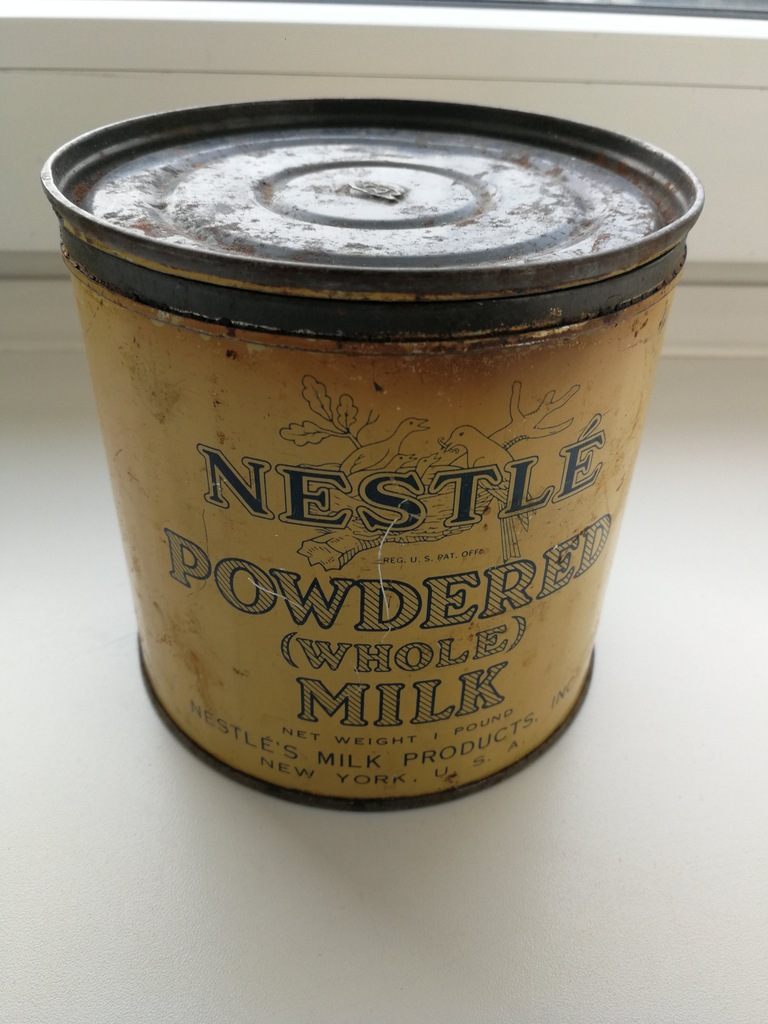 NESTLÉ
REG. U. S. PAT. OFF.
POWDERED
(WHOLE)
MILK
NET WEIGHT 1 POUND
NESTLÉ'S MILK PRODUCTS, INC.
NEW YORK. U. S. A.